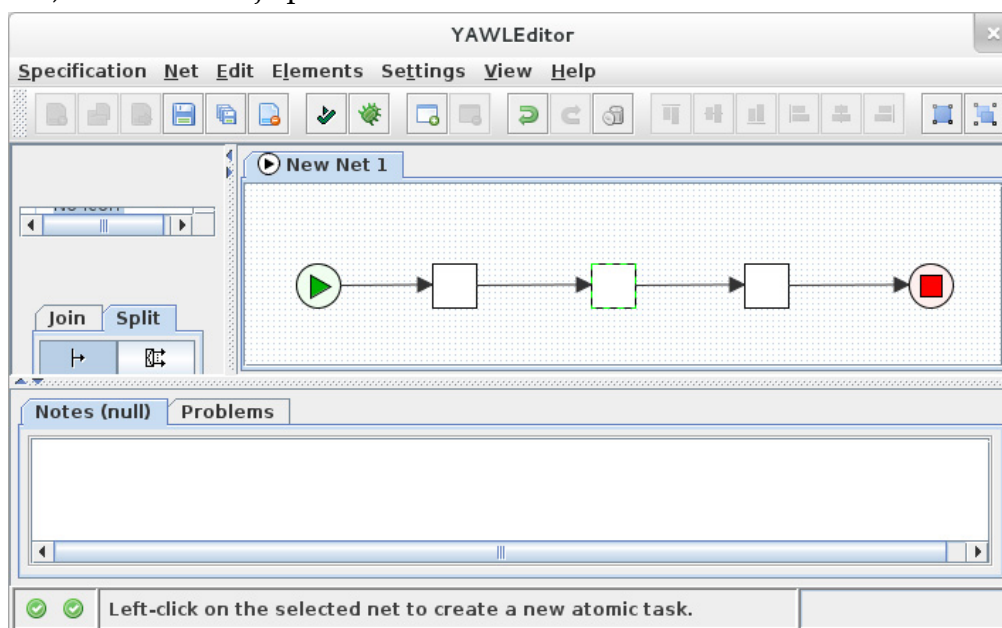 YAWLEditor
Specification Net Edit Elements Settings View Help
New Net 1
Join Split
Notes (null) Problems
Left-click on the selected net to create a new atomic task.